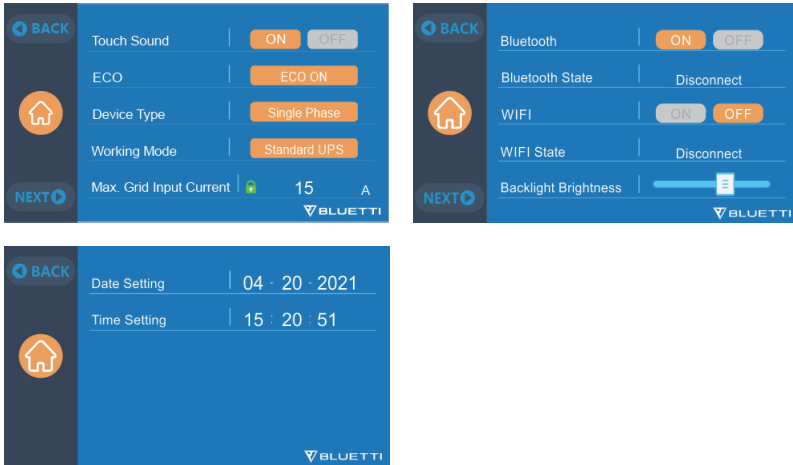 BACK
Touch Sound ON OFF
ECO ECO ON
Device Type Single Phase
Working Mode Standard UPS
Max. Grid Input Current 15 A
NEXT
BLUETTI
BACK
Bluetooth ON OFF
Bluetooth State Disconnect
WIFI ON OFF
WIFI State Disconnect
Backlight Brightness
NEXT
BLUETTI
BACK
Date Setting 04 - 20 - 2021
Time Setting 15 : 20 : 51
BLUETTI